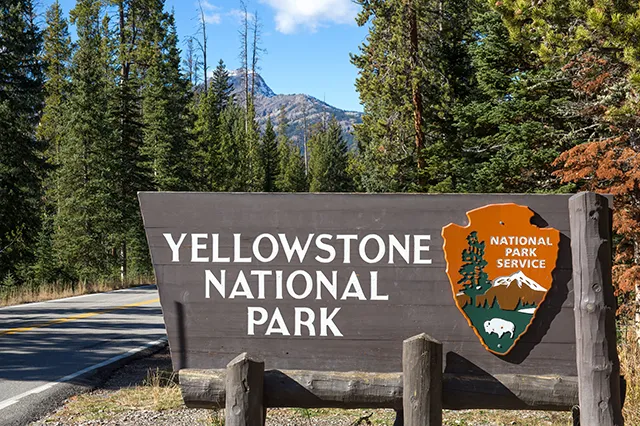 YELLOWSTONE
NATIONAL
PARK
NATIONAL
PARK
SERVICE